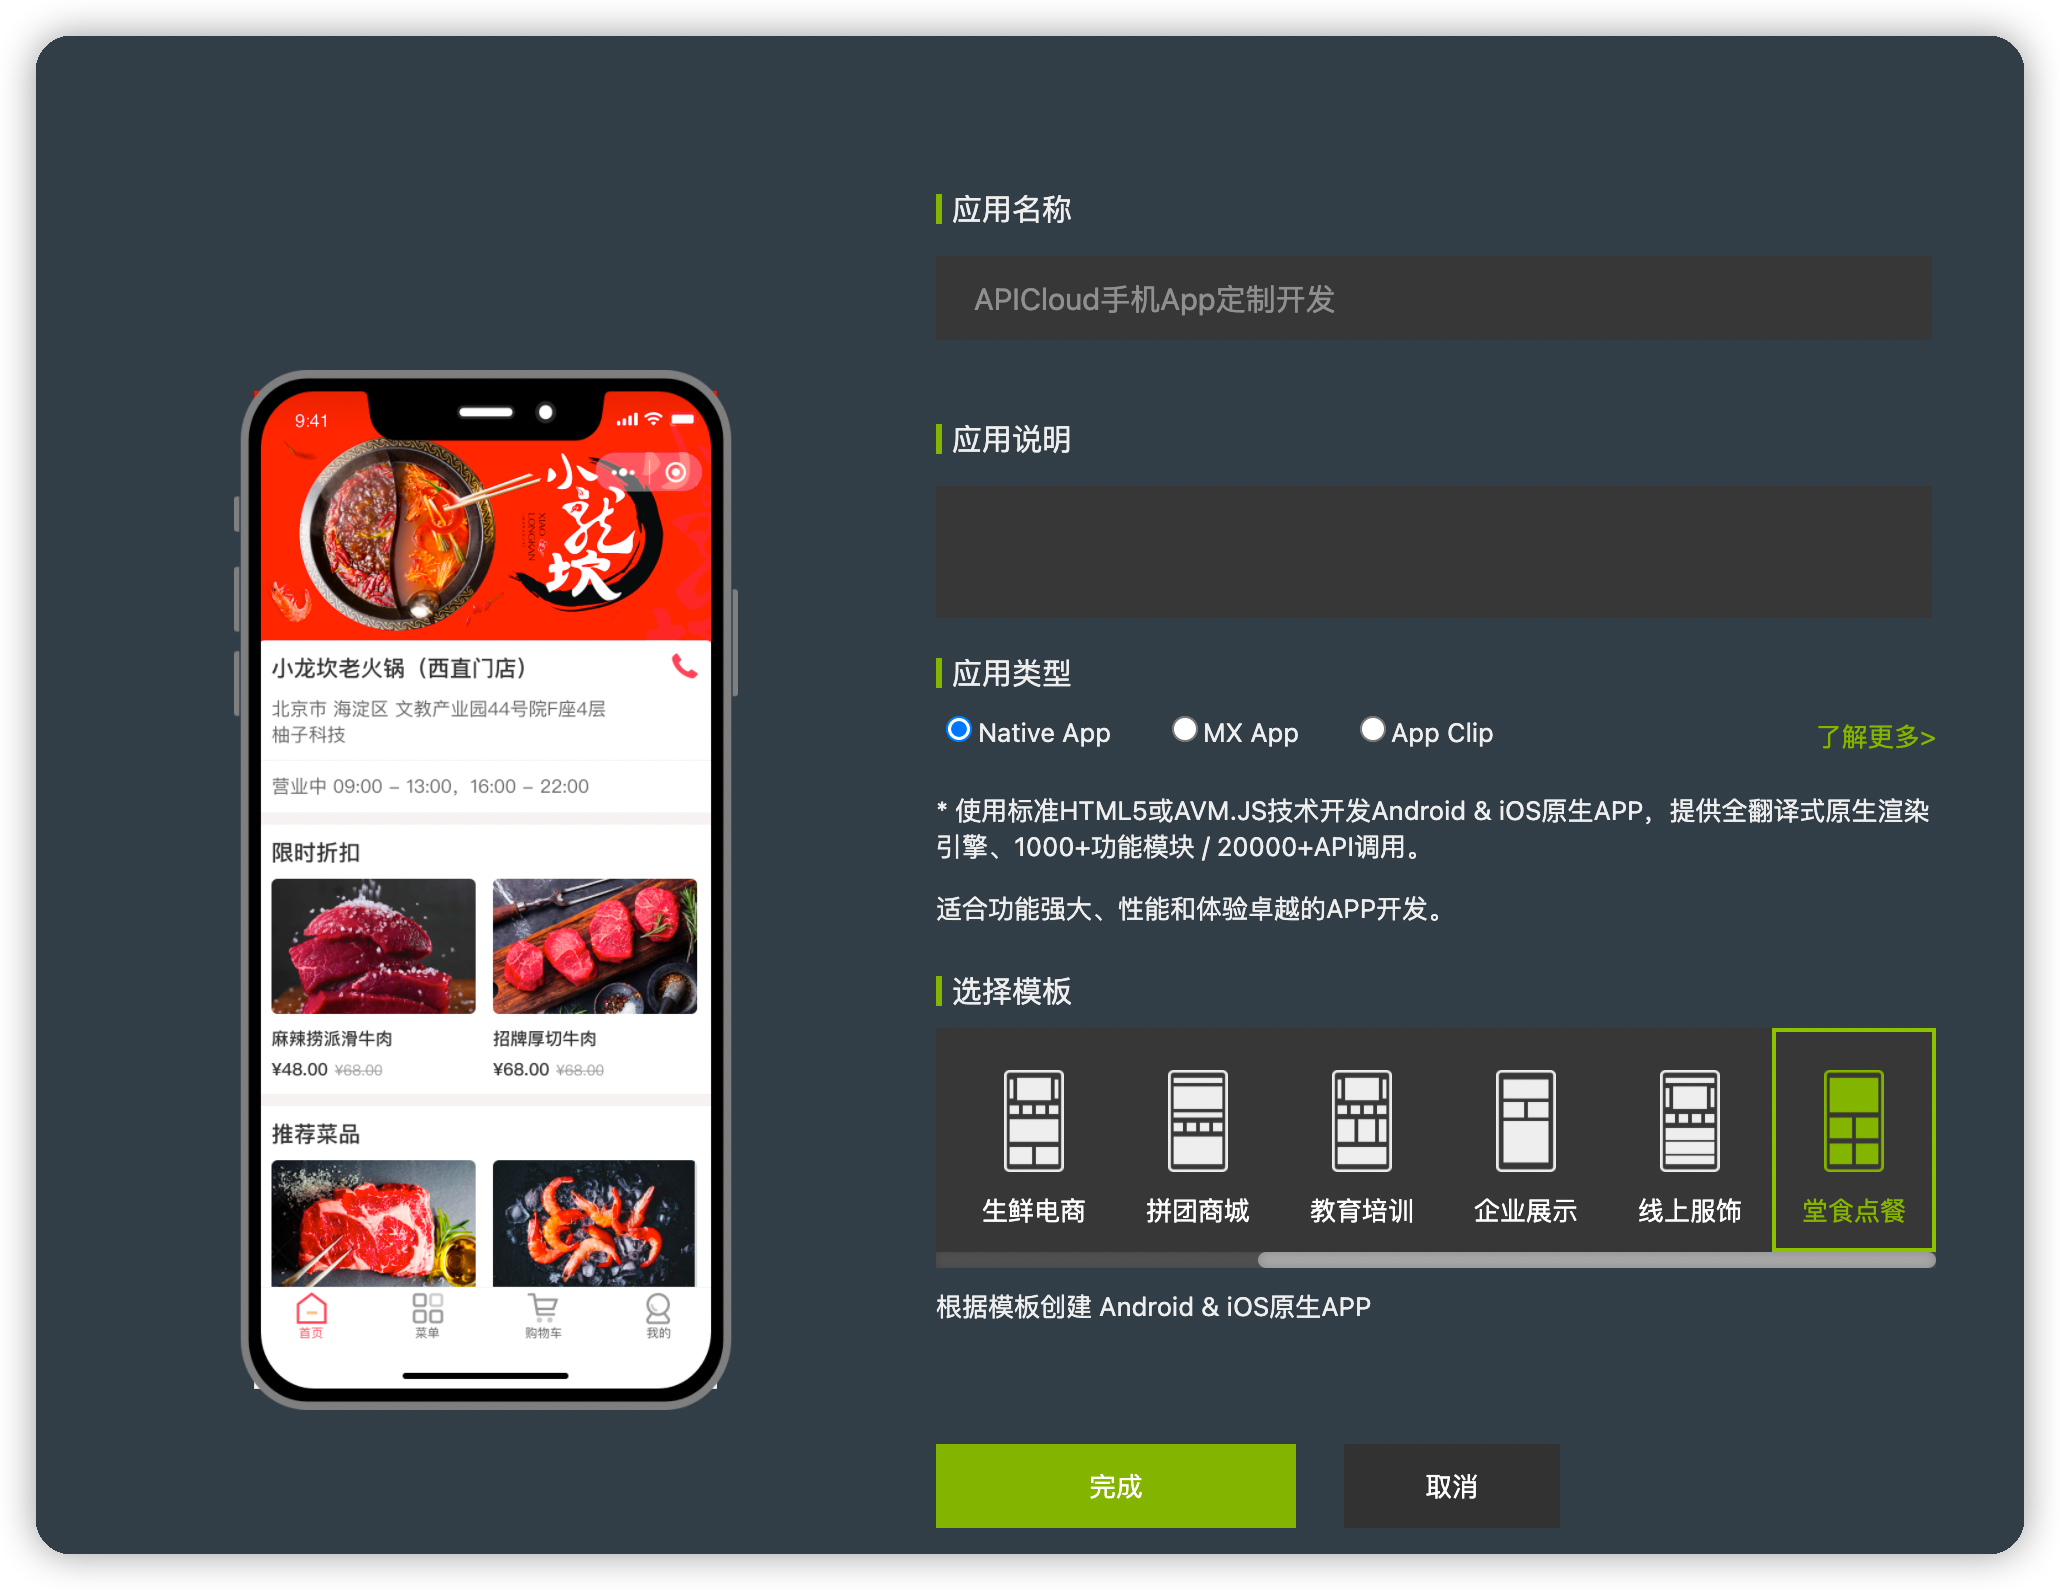 应用名称
APICloud手机App定制开发
应用说明
应用类型
Native App
MX App
App Clip
了解更多>
* 使用标准HTML5或AVM.JS技术开发Android & iOS原生APP，提供全翻译式原生渲染
引擎、1000+功能模块 / 20000+API调用。
适合功能强大、性能和体验卓越的APP开发。
选择模板
生鲜电商
拼团商城
教育培训
企业展示
线上服饰
堂食点餐
根据模板创建 Android & iOS原生APP
完成
取消
9:41
小龙坎
XIAO
LONGKAN
小龙坎老火锅（西直门店）
北京市 海淀区 文教产业园44号院F座4层
柚子科技
营业中 09:00 – 13:00，16:00 – 22:00
限时折扣
麻辣捞派滑牛肉
¥48.00 ¥68.00
招牌厚切牛肉
¥68.00 ¥68.00
推荐菜品
首页
菜单
购物车
我的